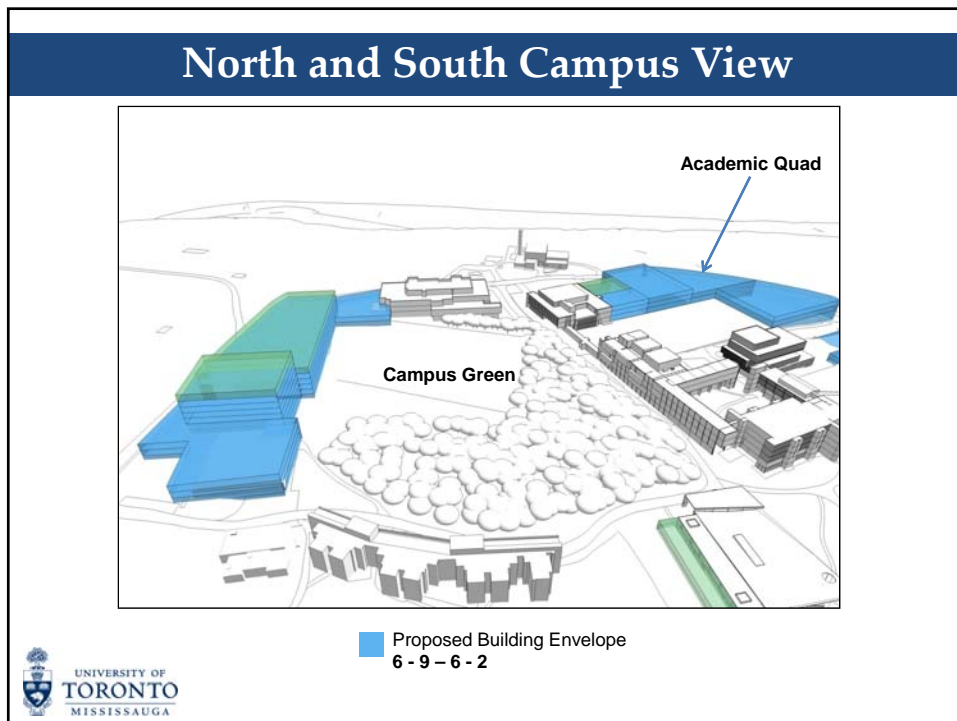 North and South Campus View
Academic Quad
Campus Green
Proposed Building Envelope
6 - 9 – 6 - 2
UNIVERSITY OF
TORONTO
MISSISSAUGA